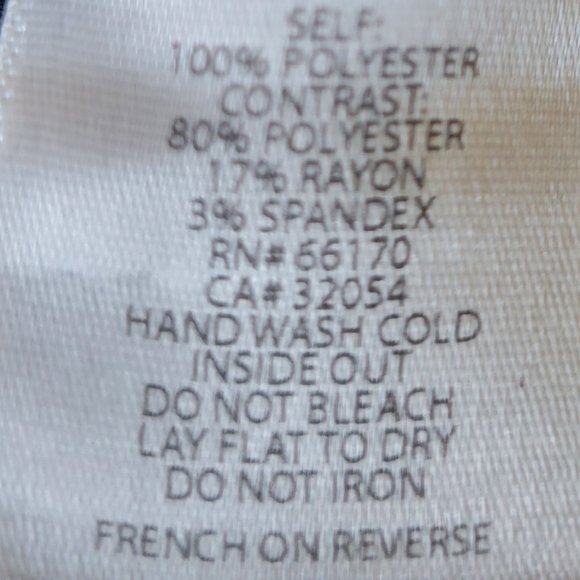 SELF:
100% POLYESTER
CONTRAST:
80% POLYESTER
17% RAYON
3% SPANDEX
RN# 66170
CA# 32054
HAND WASH COLD
INSIDE OUT
DO NOT BLEACH
LAY FLAT TO DRY
DO NOT IRON
FRENCH ON REVERSE